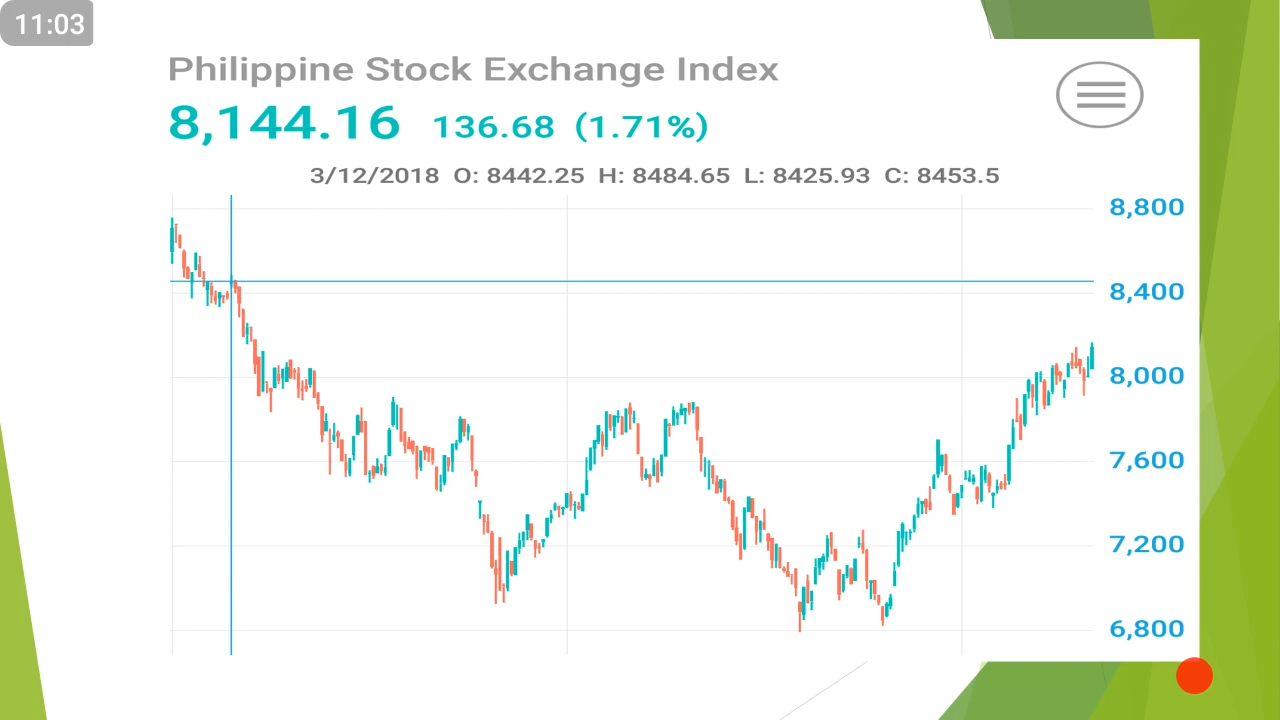 11:03
Philippine Stock Exchange Index
8,144.16 136.68 (1.71%)
3/12/2018 O: 8442.25 H: 8484.65 L: 8425.93 C: 8453.5
8,800
8,400
8,000
7,600
7,200
6,800